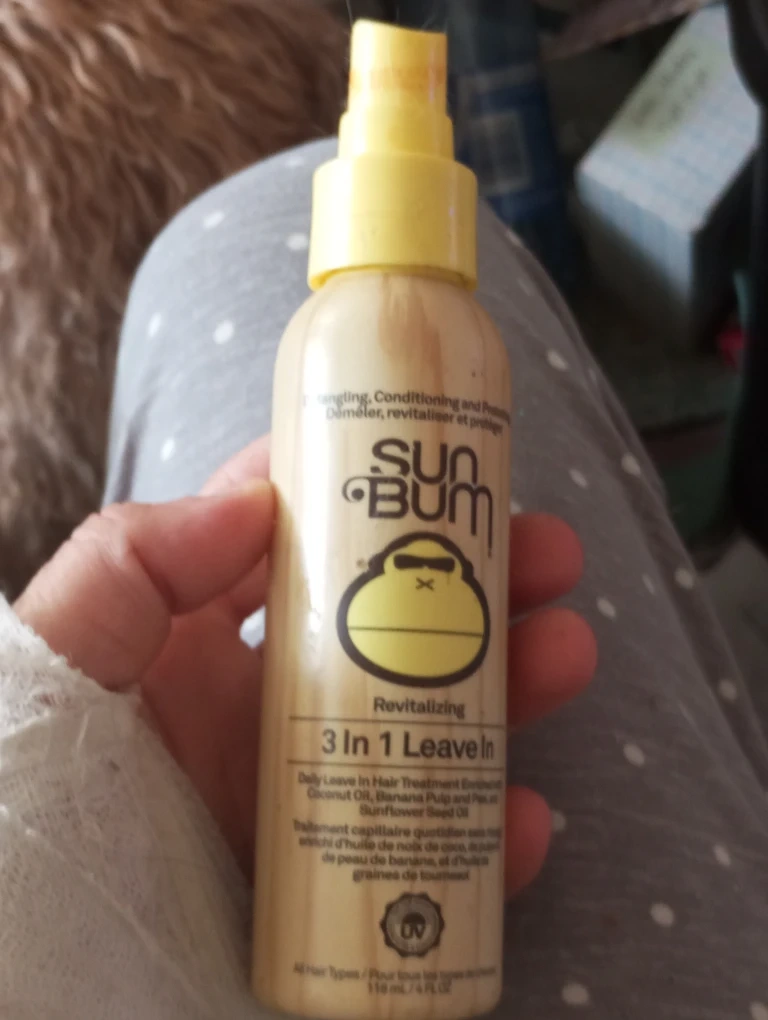 Conditioning and
Démêler, revitaliser et protéger
SUN
BUM
Revitalizing
3 In 1 Leave In
Daily Leave In Hair Treatment
Coconut Oil, Banana Pulp and
Sunflower Seed Oil
Traitement capillaire quotidien sans
enrichi d'huile de noix de coco, de
de peau de banane, et d'huile
graines de tournesol
UV
All Hair Types / Pour tous les types de
118 mL / 4 FL OZ